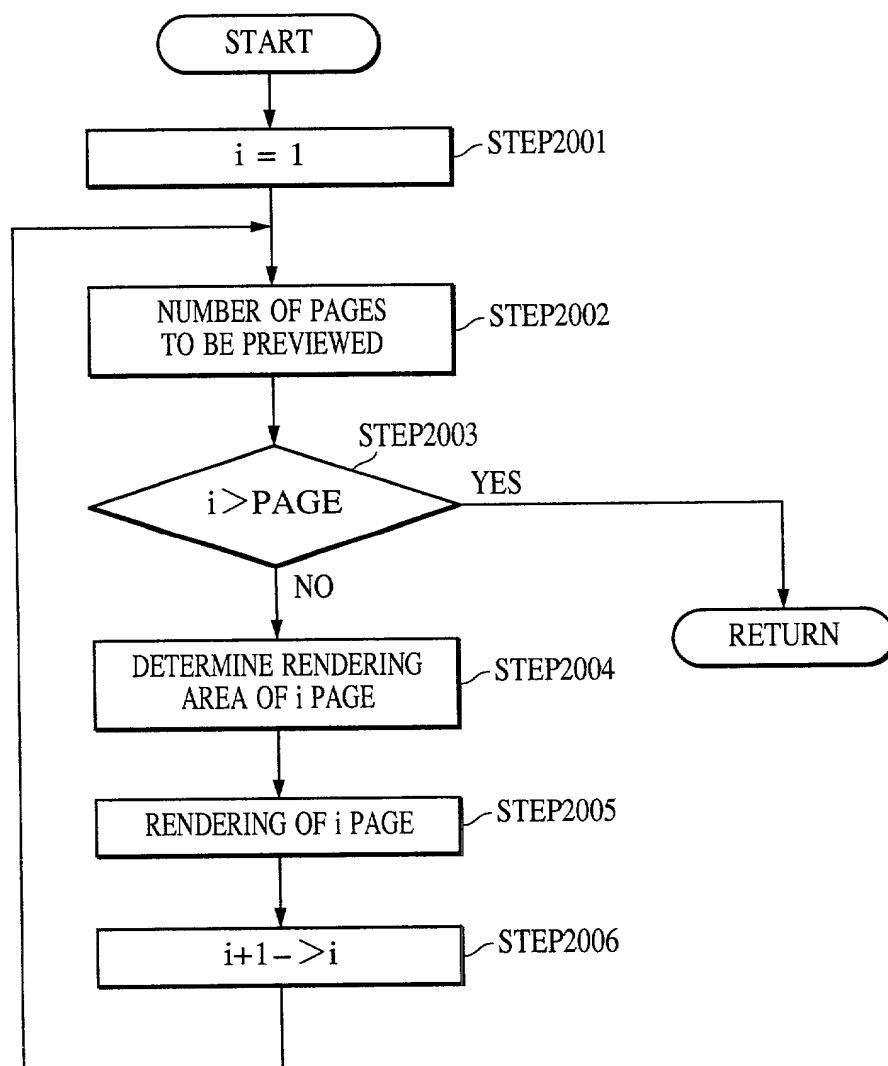 START
i = 1
STEP2001
NUMBER OF PAGES
TO BE PREVIEWED
STEP2002
STEP2003
i>PAGE
YES
NO
RETURN
DETERMINE RENDERING
AREA OF i PAGE
STEP2004
RENDERING OF i PAGE
STEP2005
i+1->i
STEP2006